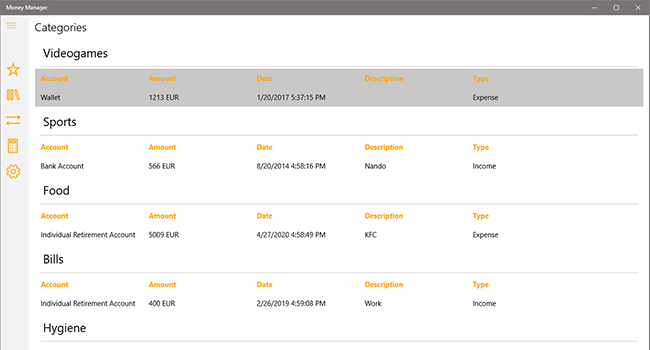 Money Manager
Categories
Videogames
Account Amount Date Description Type
Wallet 1213 EUR 1/20/2017 5:37:15 PM Expense
Sports
Account Amount Date Description Type
Bank Account 566 EUR 8/20/2014 4:58:16 PM Nando Income
Food
Account Amount Date Description Type
Individual Retirement Account 5009 EUR 4/27/2020 4:58:49 PM KFC Expense
Bills
Account Amount Date Description Type
Individual Retirement Account 400 EUR 2/26/2019 4:59:08 PM Work Income
Hygiene